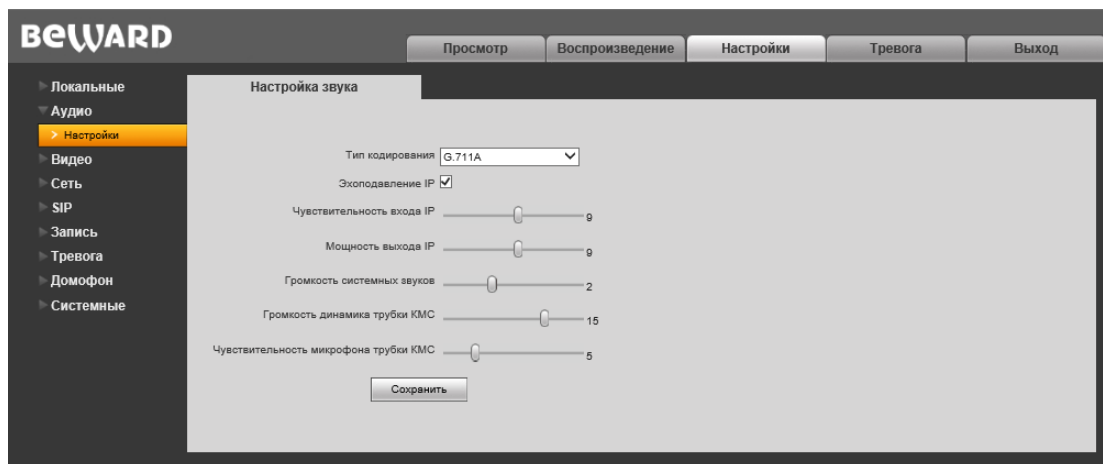 BEWARD
Просмотр
Воспроизведение
Настройки
Тревога
Выход
Локальные
Аудио
> Настройки
Видео
Сеть
SIP
Запись
Тревога
Домофон
Системные
Настройка звука
Тип кодирования G.711A
Эхоподавление IP
Чувствительность входа IP 9
Мощность выхода IP 9
Громкость системных звуков 2
Громкость динамика трубки КМС 15
Чувствительность микрофона трубки КМС 5
Сохранить